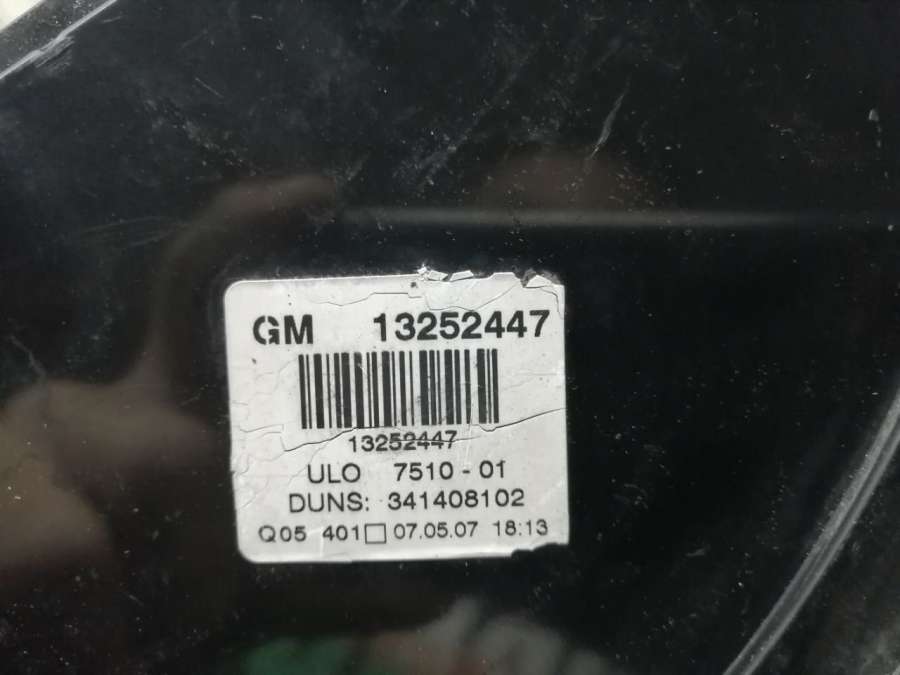 GM 13252447
13252447
ULO 7510 - 01
DUNS: 341408102
Q05 401□ 07.05.07 18:13